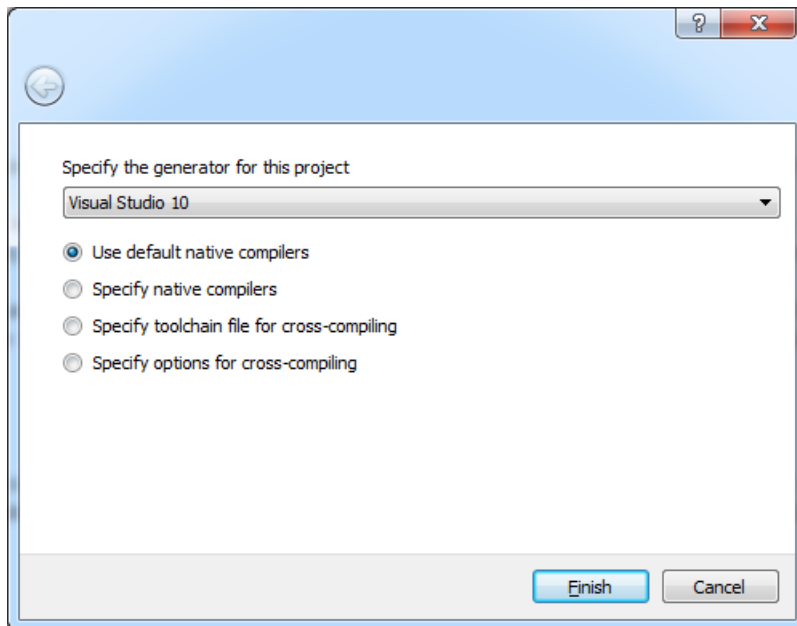 Specify the generator for this project
Visual Studio 10
Use default native compilers
Specify native compilers
Specify toolchain file for cross-compiling
Specify options for cross-compiling
Finish Cancel